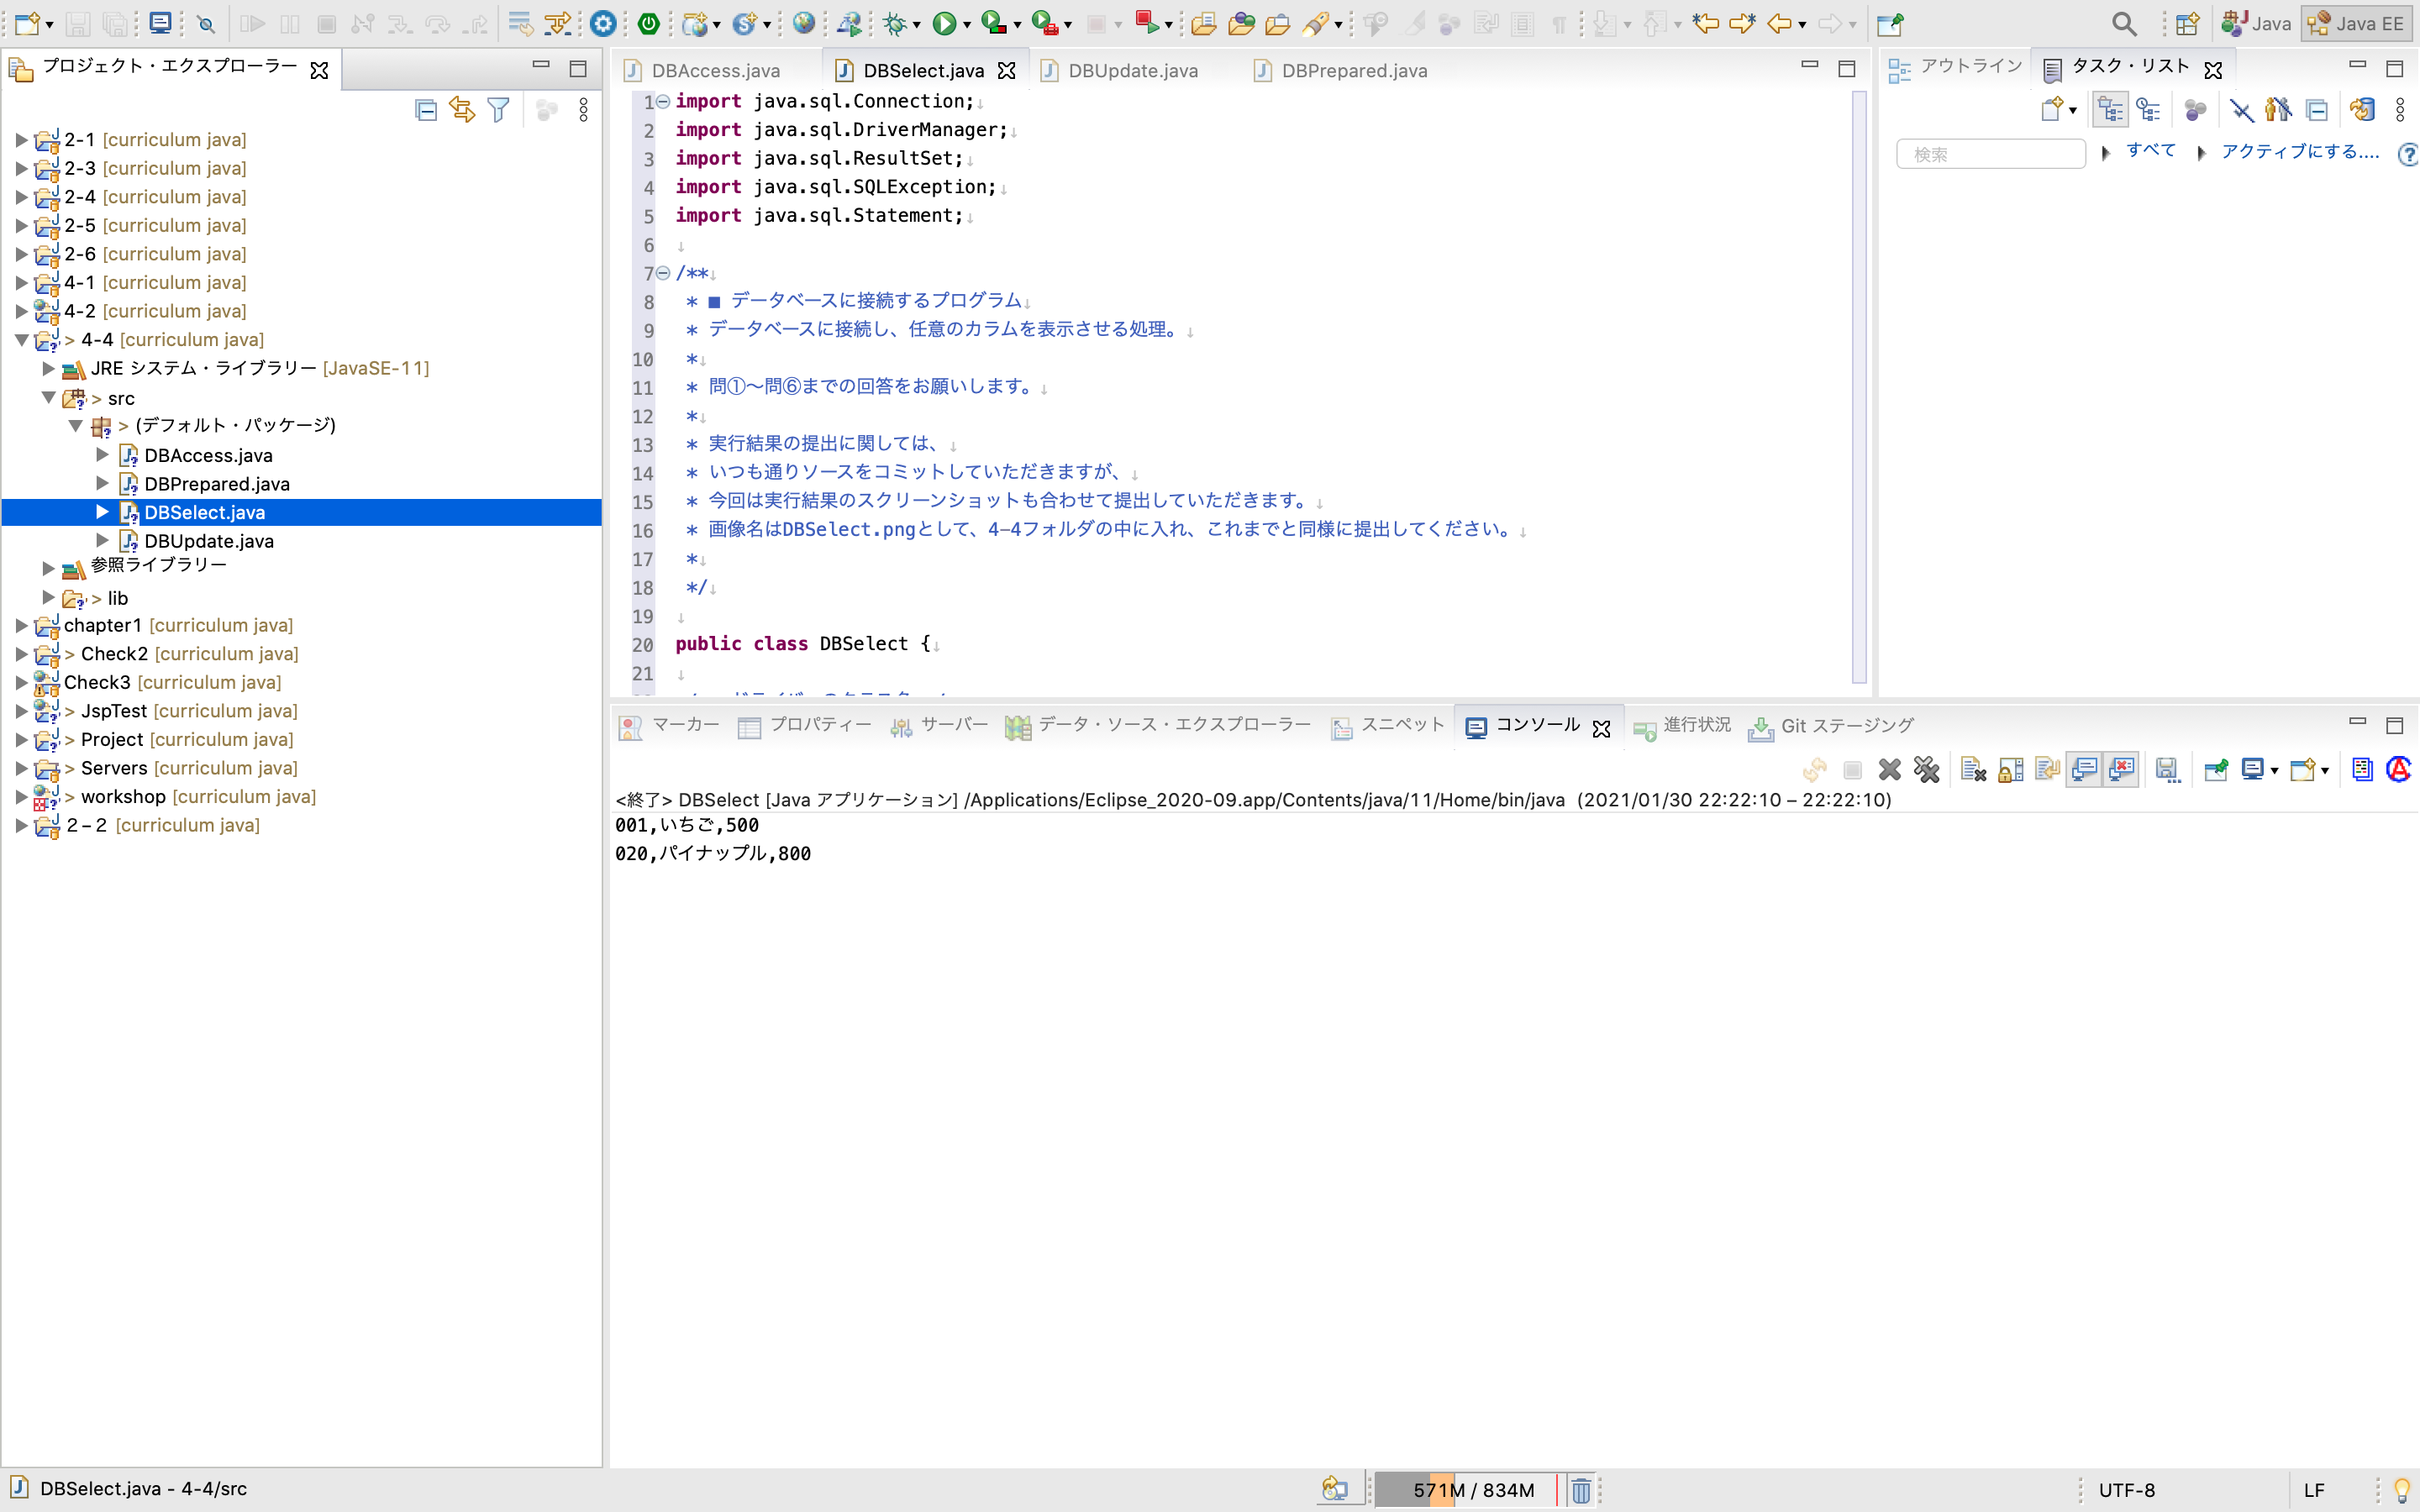 Java
Java EE
プロジェクト・エクスプローラー
2-1 [curriculum java]
2-3 [curriculum java]
2-4 [curriculum java]
2-5 [curriculum java]
2-6 [curriculum java]
4-1 [curriculum java]
4-2 [curriculum java]
> 4-4 [curriculum java]
JRE システム・ライブラリー [JavaSE-11]
> src
> (デフォルト・パッケージ)
DBAccess.java
DBPrepared.java
DBSelect.java
DBUpdate.java
参照ライブラリー
> lib
chapter1 [curriculum java]
> Check2 [curriculum java]
Check3 [curriculum java]
> JspTest [curriculum java]
> Project [curriculum java]
> Servers [curriculum java]
> workshop [curriculum java]
2－2 [curriculum java]
DBAccess.java DBSelect.java DBUpdate.java DBPrepared.java
1 import java.sql.Connection;↓
2 import java.sql.DriverManager;↓
3 import java.sql.ResultSet;↓
4 import java.sql.SQLException;↓
5 import java.sql.Statement;↓
6 ↓
7 /**↓
8 * ■ データベースに接続するプログラム↓
9 * データベースに接続し、任意のカラムを表示させる処理。↓
10 *↓
11 * 問①〜問⑥までの回答をお願いします。↓
12 *↓
13 * 実行結果の提出に関しては、↓
14 * いつも通りソースをコミットしていただきますが、↓
15 * 今回は実行結果のスクリーンショットも合わせて提出していただきます。↓
16 * 画像名はDBSelect.pngとして、4-4フォルダの中に入れ、これまでと同様に提出してください。↓
17 *↓
18 */↓
19 ↓
20 public class DBSelect {↓
21 ↓
アウトライン タスク・リスト
検索 すべて アクティブにする....
マーカー プロパティー サーバー データ・ソース・エクスプローラー スニペット コンソール 進行状況 Git ステージング
<終了> DBSelect [Java アプリケーション] /Applications/Eclipse_2020-09.app/Contents/java/11/Home/bin/java (2021/01/30 22:22:10 – 22:22:10)
001,いちご,500
020,パイナップル,800
DBSelect.java - 4-4/src
571M / 834M
UTF-8
LF